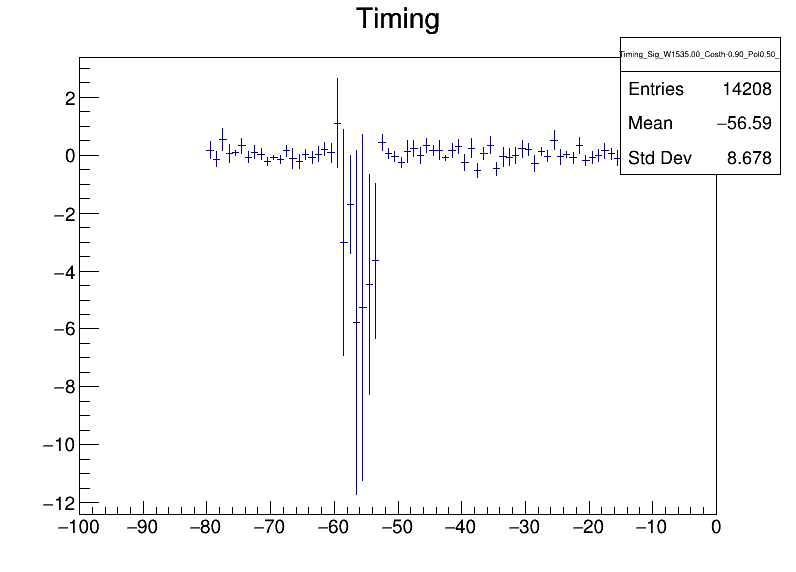 Timing
Timing_Sig_W1535.00_Costh-0.90_Pol0.50_
Entries 14208
Mean −56.59
Std Dev 8.678
2
0
−2
−4
−6
−8
−10
−12
−100 −90 −80 −70 −60 −50 −40 −30 −20 −10 0